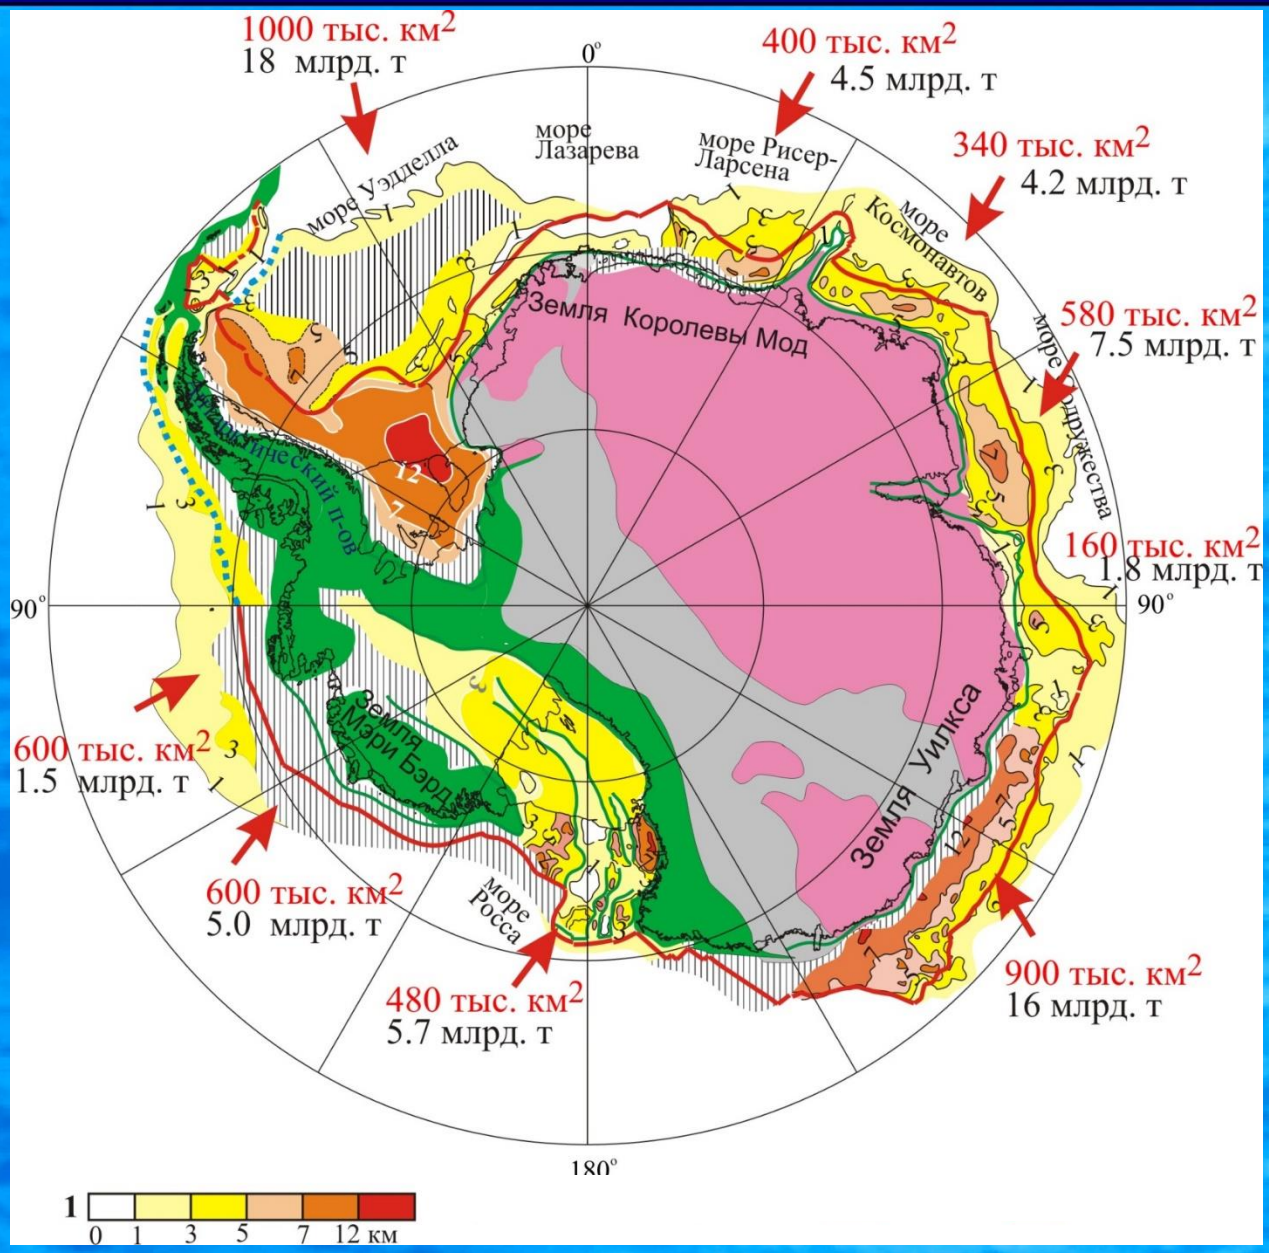 1000 тыс. км²
18 млрд. т
400 тыс. км²
4.5 млрд. т
0°
море
Лазарева
море Рисер-
Ларсена
340 тыс. км²
4.2 млрд. т
море Уэдделла
море
Космонавтов
580 тыс. км²
7.5 млрд. т
море Содружества
Земля Королевы Мод
Антарктический п-ов
12
7
160 тыс. км²
1.8 млрд. т
90°
90°
Земля
Мэри Бэрд
Земля Уилкса
600 тыс. км²
1.5 млрд. т
600 тыс. км²
5.0 млрд. т
море
Росса
480 тыс. км²
5.7 млрд. т
900 тыс. км²
16 млрд. т
180°
1
0 1 3 5 7 12 км